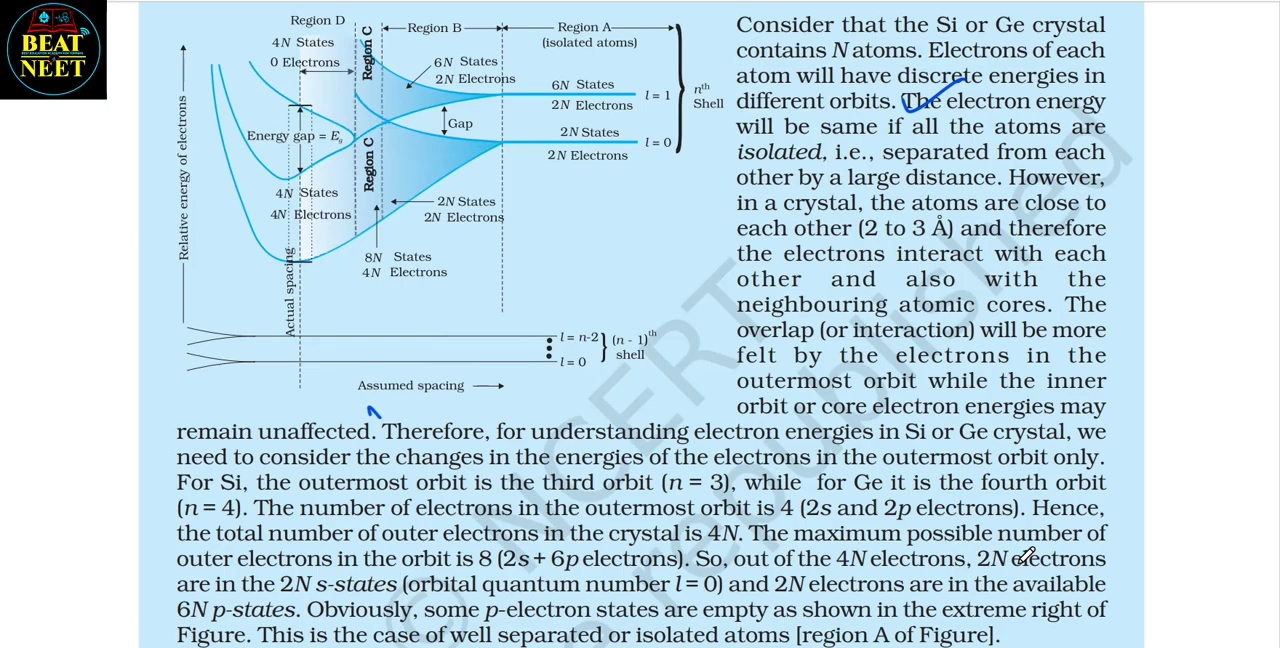 BEAT
NEET
Region D
4N States
0 Electrons
Region C
Region B
Region A
(isolated atoms)
6N States
2N Electrons
6N States
2N Electrons
l = 1
nth
Shell
Energy gap = Eg
Gap
2N States
2N Electrons
l = 0
Region C
4N States
4N Electrons
2N States
2N Electrons
8N States
4N Electrons
Relative energy of electrons
Actual spacing
l = n-2
(n - 1)th
shell
l = 0
Assumed spacing
Consider that the Si or Ge crystal
contains N atoms. Electrons of each
atom will have discrete energies in
different orbits. The electron energy
will be same if all the atoms are
isolated, i.e., separated from each
other by a large distance. However,
in a crystal, the atoms are close to
each other (2 to 3 Å) and therefore
the electrons interact with each
other and also with the
neighbouring atomic cores. The
overlap (or interaction) will be more
felt by the electrons in the
outermost orbit while the inner
orbit or core electron energies may
remain unaffected. Therefore, for understanding electron energies in Si or Ge crystal, we
need to consider the changes in the energies of the electrons in the outermost orbit only.
For Si, the outermost orbit is the third orbit (n = 3), while for Ge it is the fourth orbit
(n = 4). The number of electrons in the outermost orbit is 4 (2s and 2p electrons). Hence,
the total number of outer electrons in the crystal is 4N. The maximum possible number of
outer electrons in the orbit is 8 (2s + 6p electrons). So, out of the 4N electrons, 2N electrons
are in the 2N s-states (orbital quantum number l = 0) and 2N electrons are in the available
6N p-states. Obviously, some p-electron states are empty as shown in the extreme right of
Figure. This is the case of well separated or isolated atoms [region A of Figure].
© NCERT
republished